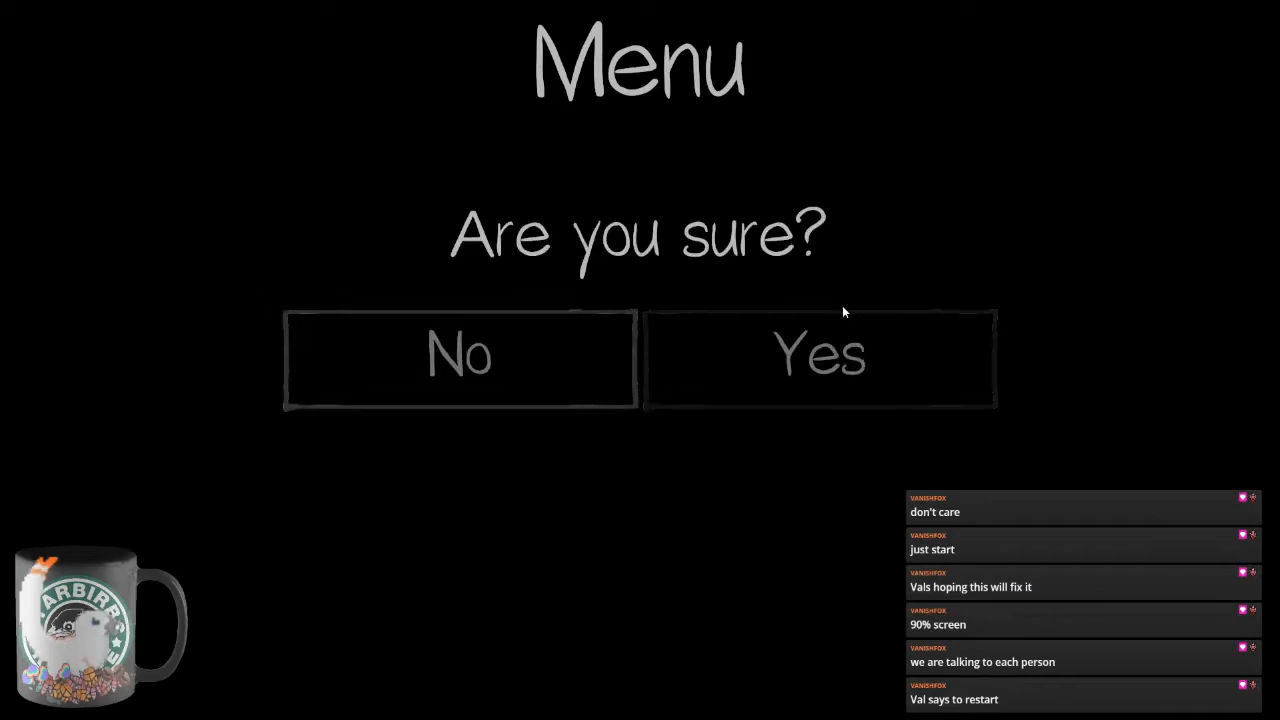 Menu
Are you sure?
No
Yes
VANISHFOX
don't care
VANISHFOX
just start
VANISHFOX
Vals hoping this will fix it
VANISHFOX
90% screen
VANISHFOX
we are talking to each person
VANISHFOX
Val says to restart